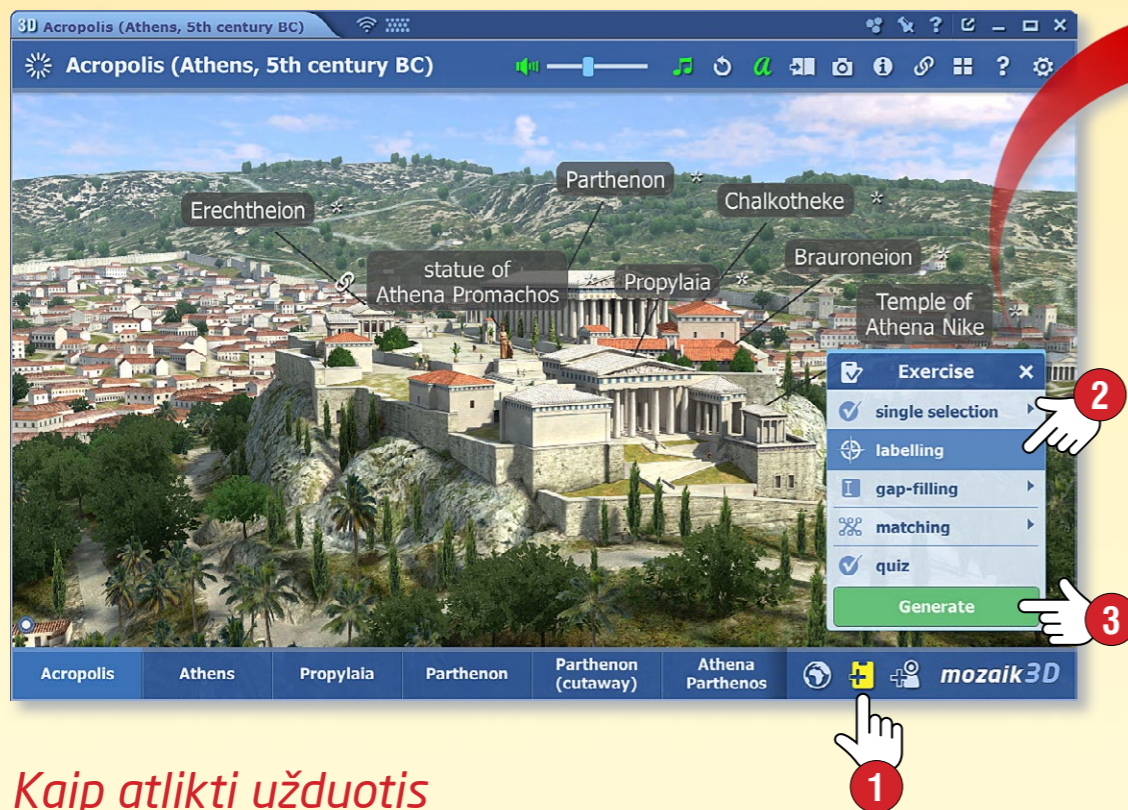 3D Acropolis (Athens, 5th century BC)
Acropolis (Athens, 5th century BC)
Parthenon
Erechtheion
Chalkotheke
statue of
Athena Promachos
Propylaia
Brauroneion
Temple of
Athena Nike
Exercise
single selection
labelling
gap-filling
matching
quiz
Generate
2
3
Acropolis
Athens
Propylaia
Parthenon
Parthenon
(cutaway)
Athena
Parthenos
mozaik3D
1
Kaip atlikti užduotis